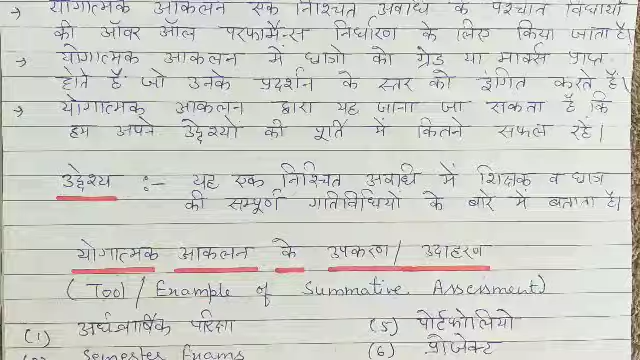 → योगात्मक आकलन एक निश्चित अवधि के पश्चात विद्यार्थी
की ऑवर ऑल परफार्मेन्स निर्धारण के लिए किया जाता है।
→ योगात्मक आकलन में छात्रो को ग्रेड या मार्क्स प्राप्त
होते है जो उनके प्रदर्शन के स्तर को इंगित करते है।
→ योगात्मक आकलन द्वारा यह जाना जा सकता है कि
हम अपने उद्देश्यों की पूर्ति में कितने सफल रहे।
उद्देश्य :- यह एक निश्चित अवधि में शिक्षक व छात्र
की सम्पूर्ण गतिविधियों के बारे में बताता है।
योगात्मक आकलन के उपकरण / उदाहरण
( Tool / Example of Summative Assessment)
(1) अर्धवार्षिक परिक्षा
(5) पोर्टफोलियो
Semester Exams
(6) प्रोजेक्ट